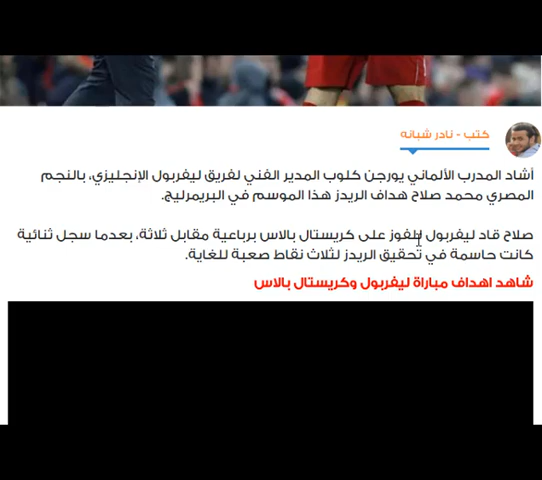 كتب - نادر شبانه
أشاد المدرب الألماني يورجن كلوب المدير الفني لفريق ليفربول الإنجليزي، بالنجم
المصري محمد صلاح هداف الريدز هذا الموسم في البريمرليج.
صلاح قاد ليفربول للفوز على كريستال بالاس برباعية مقابل ثلاثة، بعدما سجل ثنائية
كانت حاسمة في تحقيق الريدز لثلاث نقاط صعبة للغاية.
شاهد اهداف مباراة ليفربول وكريستال بالاس